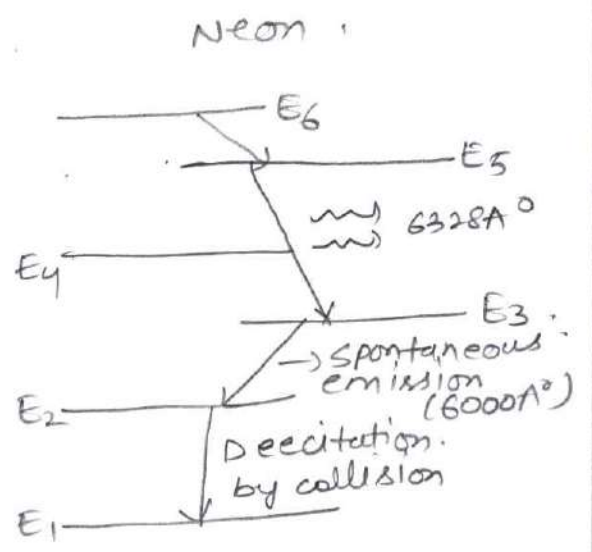 Neon.
E6
E5
6328A°
E4
E3.
→ spontaneous
emission
(6000A°)
E2
Deecitation.
by collision
E1